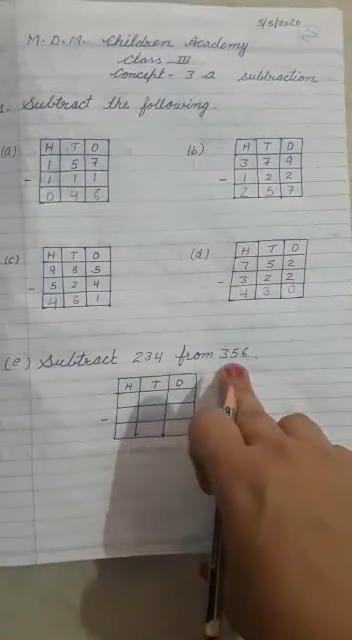 5/5/2020
M. D. M. Children Academy
Class - III
Concept - 3 a subtraction
1. Subtract the following.
(a)
H T O
1 5 7
- 1 1 1
0 4 6
(b)
H T O
3 7 9
- 1 2 2
2 5 7
(c)
H T O
9 8 5
- 5 2 4
4 6 1
(d)
H T O
7 5 2
- 3 2 2
4 3 0
(e) Subtract 234 from 356.
H T O
-